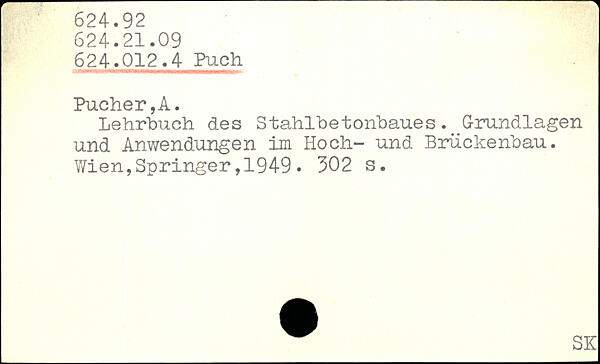 624.92
624.21.09
624.012.4 Puch
Pucher,A.
Lehrbuch des Stahlbetonbaues. Grundlagen
und Anwendungen im Hoch- und Brückenbau.
Wien,Springer,1949. 302 s.
SK